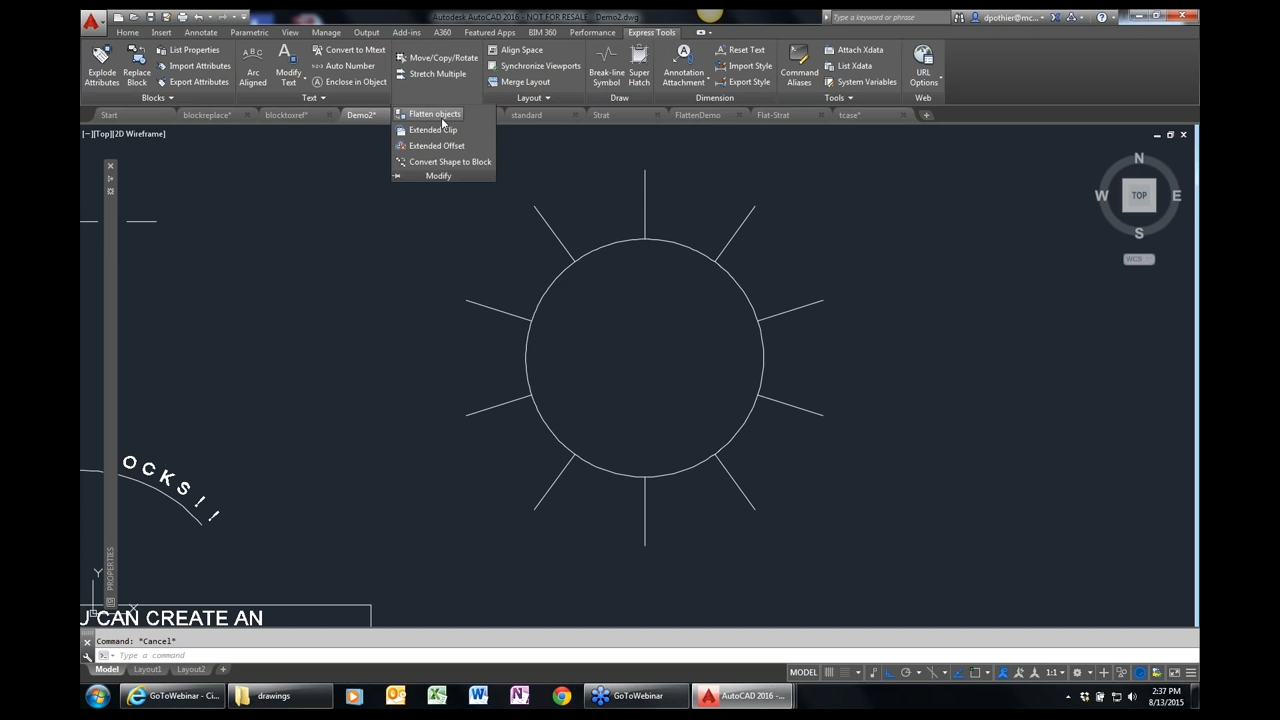 Autodesk AutoCAD 2016 - NOT FOR RESALE Demo2.dwg
Type a keyword or phrase
dpothier@mc...
Home Insert Annotate Parametric View Manage Output Add-ins A360 Featured Apps BIM 360 Performance Express Tools
List Properties Convert to Mtext Move/Copy/Rotate Align Space Reset Text Attach Xdata
Import Attributes Auto Number Stretch Multiple Synchronize Viewports Import Style List Xdata
Export Attributes Enclose in Object Merge Layout Export Style System Variables
Explode Attributes
Replace Block
Arc Aligned
Modify Text
Break-line Symbol
Super Hatch
Annotation Attachment
Command Aliases
URL Options
Blocks Text Layout Draw Dimension Tools Web
Start blockreplace* blocktoxref* Demo2* standard Strat FlattenDemo Flat-Strat tcase*
Flatten objects
Extended Clip
Extended Offset
Convert Shape to Block
Modify
[−][Top][2D Wireframe]
N
W TOP E
S
WCS
OCKS!!
PROPERTIES
Y
X
U CAN CREATE AN
Command: *Cancel*
Type a command
Model Layout1 Layout2 +
MODEL 1:1
GoToWebinar - Ci...
drawings
GoToWebinar
AutoCAD 2016 -...
2:37 PM
8/13/2015